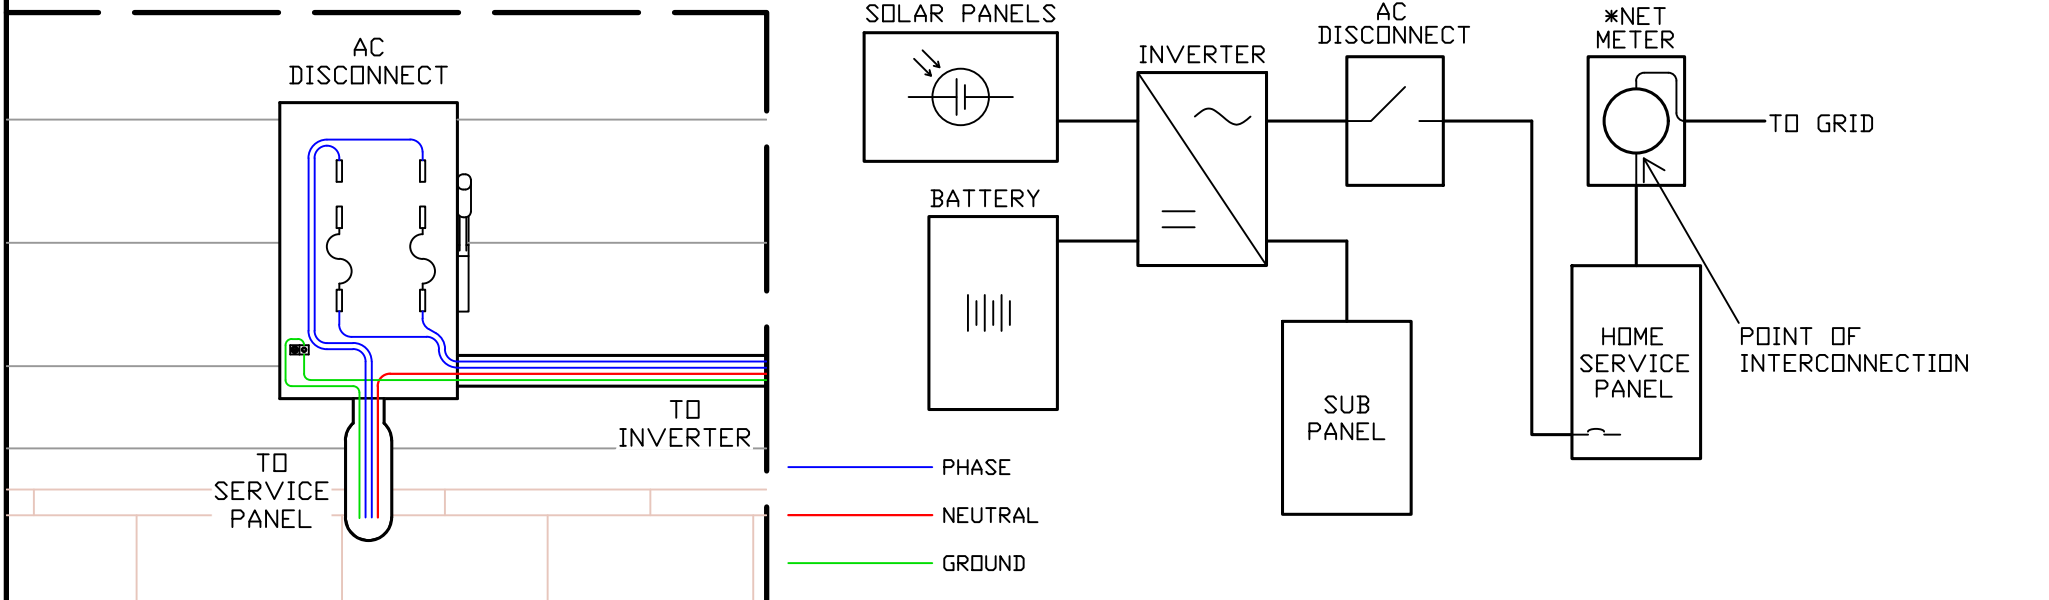 AC
DISCONNECT
TO
INVERTER
TO
SERVICE
PANEL
SOLAR PANELS
BATTERY
INVERTER
AC
DISCONNECT
*NET
METER
TO GRID
SUB
PANEL
HOME
SERVICE
PANEL
POINT OF
INTERCONNECTION
PHASE
NEUTRAL
GROUND